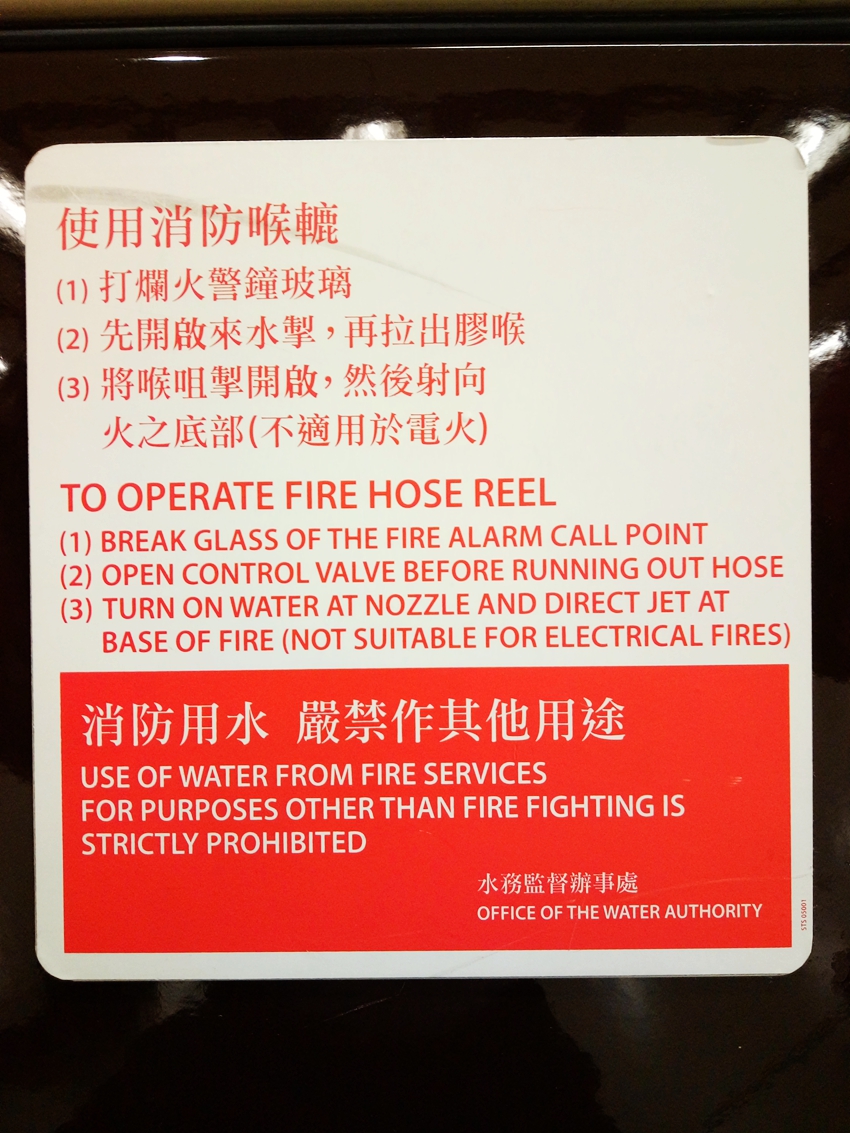 使用消防喉轆
(1) 打爛火警鐘玻璃
(2) 先開啟來水掣，再拉出膠喉
(3) 將喉咀掣開啟，然後射向
火之底部(不適用於電火)
TO OPERATE FIRE HOSE REEL
(1) BREAK GLASS OF THE FIRE ALARM CALL POINT
(2) OPEN CONTROL VALVE BEFORE RUNNING OUT HOSE
(3) TURN ON WATER AT NOZZLE AND DIRECT JET AT
BASE OF FIRE (NOT SUITABLE FOR ELECTRICAL FIRES)
消防用水 嚴禁作其他用途
USE OF WATER FROM FIRE SERVICES
FOR PURPOSES OTHER THAN FIRE FIGHTING IS
STRICTLY PROHIBITED
水務監督辦事處
OFFICE OF THE WATER AUTHORITY
STS 05001